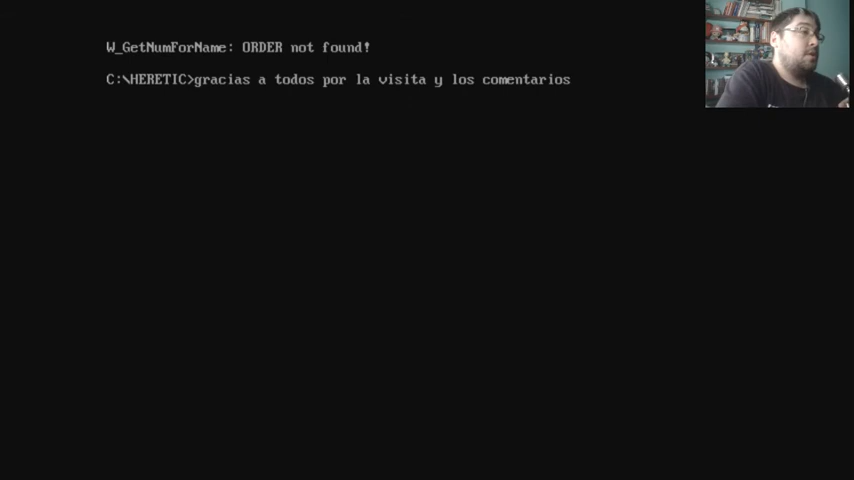 W_GetNumForName: ORDER not found!
C:\HERETIC>gracias a todos por la visita y los comentarios